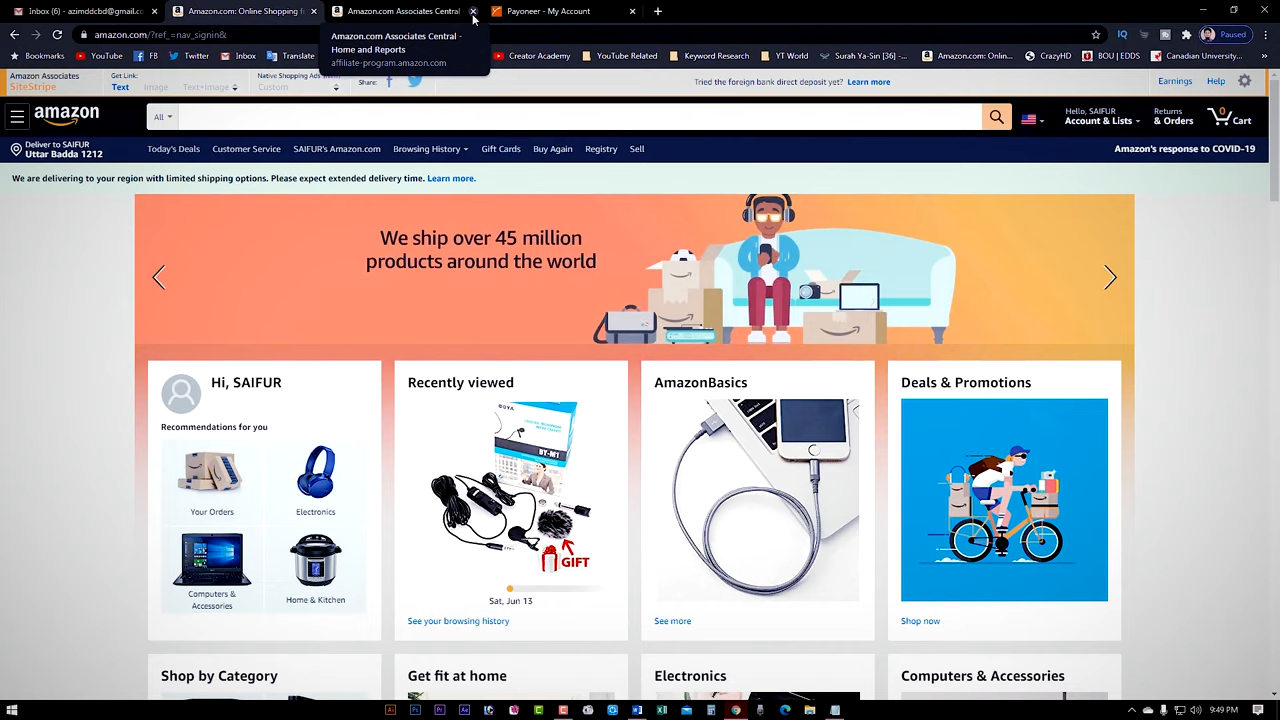 Inbox (6) - azimddcbd@gmail.co
Amazon.com: Online Shopping f
Amazon.com Associates Central
Payoneer - My Account
amazon.com/?ref_=nav_signin&
Paused
Amazon.com Associates Central -
Home and Reports
affiliate-program.amazon.com
Bookmarks
YouTube
FB
Twitter
Inbox
Translate
Creator Academy
YouTube Related
Keyword Research
YT World
Surah Ya-Sin [36] -...
Amazon.com: Onlin...
CrazyHD
BOU | EDDS
Canadian University...
Amazon Associates
SiteStripe
Get Link:
Text
Image
Text+Image
Native Shopping Ads
Custom
Share:
Tried the foreign bank direct deposit yet? Learn more
Earnings
Help
amazon
All
Hello, SAIFUR
Account & Lists
Returns
& Orders
0
Cart
Deliver to SAIFUR
Uttar Badda 1212
Today's Deals
Customer Service
SAIFUR's Amazon.com
Browsing History
Gift Cards
Buy Again
Registry
Sell
Amazon's response to COVID-19
We are delivering to your region with limited shipping options. Please expect extended delivery time. Learn more.
We ship over 45 million
products around the world
Hi, SAIFUR
Recommendations for you
Your Orders
Electronics
Computers &
Accessories
Home & Kitchen
Recently viewed
BOYA
BY-M1
GIFT
Sat, Jun 13
See your browsing history
AmazonBasics
See more
Deals & Promotions
Shop now
Shop by Category
Get fit at home
Electronics
Computers & Accessories
9:49 PM